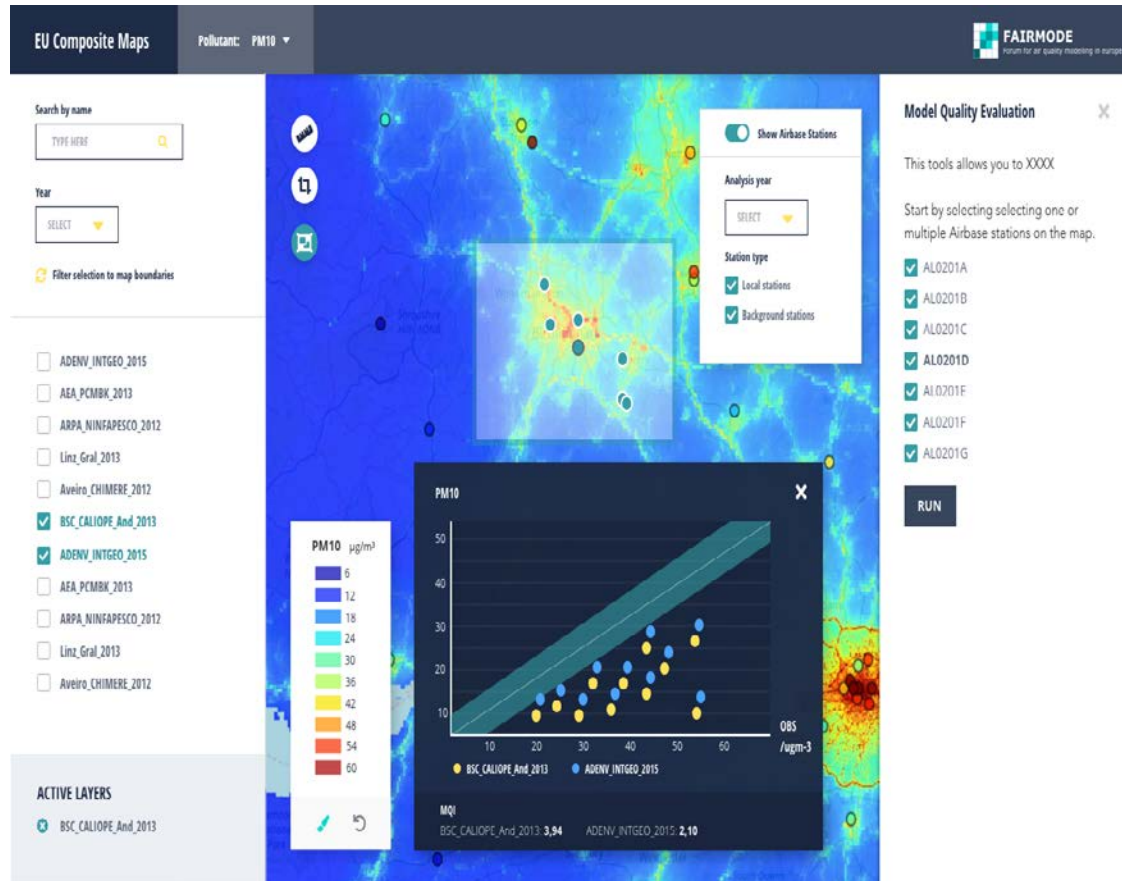 EU Composite Maps
Pollutant: PM10
FAIRMODE
Forum for air quality modeling in europe
Search by name
TYPE HERE
Year
SELECT
Filter selection to map boundaries
ADENV_INTGEO_2015
AEA_PCMBK_2013
ARPA_NINFAPESCO_2012
Linz_Gral_2013
Aveiro_CHIMERE_2012
BSC_CALIOPE_And_2013
ADENV_INTGEO_2015
AEA_PCMBK_2013
ARPA_NINFAPESCO_2012
Linz_Gral_2013
Aveiro_CHIMERE_2012
ACTIVE LAYERS
BSC_CALIOPE_And_2013
Show Airbase Stations
Analysis year
SELECT
Station type
Local stations
Background stations
PM10 µg/m³
6
12
18
24
30
36
42
48
54
60
PM10
50
40
30
20
10
10 20 30 40 50 60
OBS
/ugm-3
BSC_CALIOPE_And_2013 ADENV_INTGEO_2015
MQI
BSC_CALIOPE_And_2013: 3,94 ADENV_INTGEO_2015: 2,10
Model Quality Evaluation
This tools allows you to XXXX
Start by selecting selecting one or
multiple Airbase stations on the map.
AL0201A
AL0201B
AL0201C
AL0201D
AL0201F
AL0201F
AL0201G
RUN